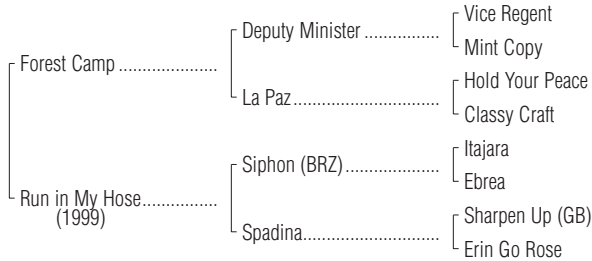 Vice Regent
Deputy Minister ................
Mint Copy
Forest Camp .....................
Hold Your Peace
La Paz...............................
Classy Craft
Itajara
Siphon (BRZ)....................
Ebrea
Run in My Hose................
(1999)
Sharpen Up (GB)
Spadina.............................
Erin Go Rose